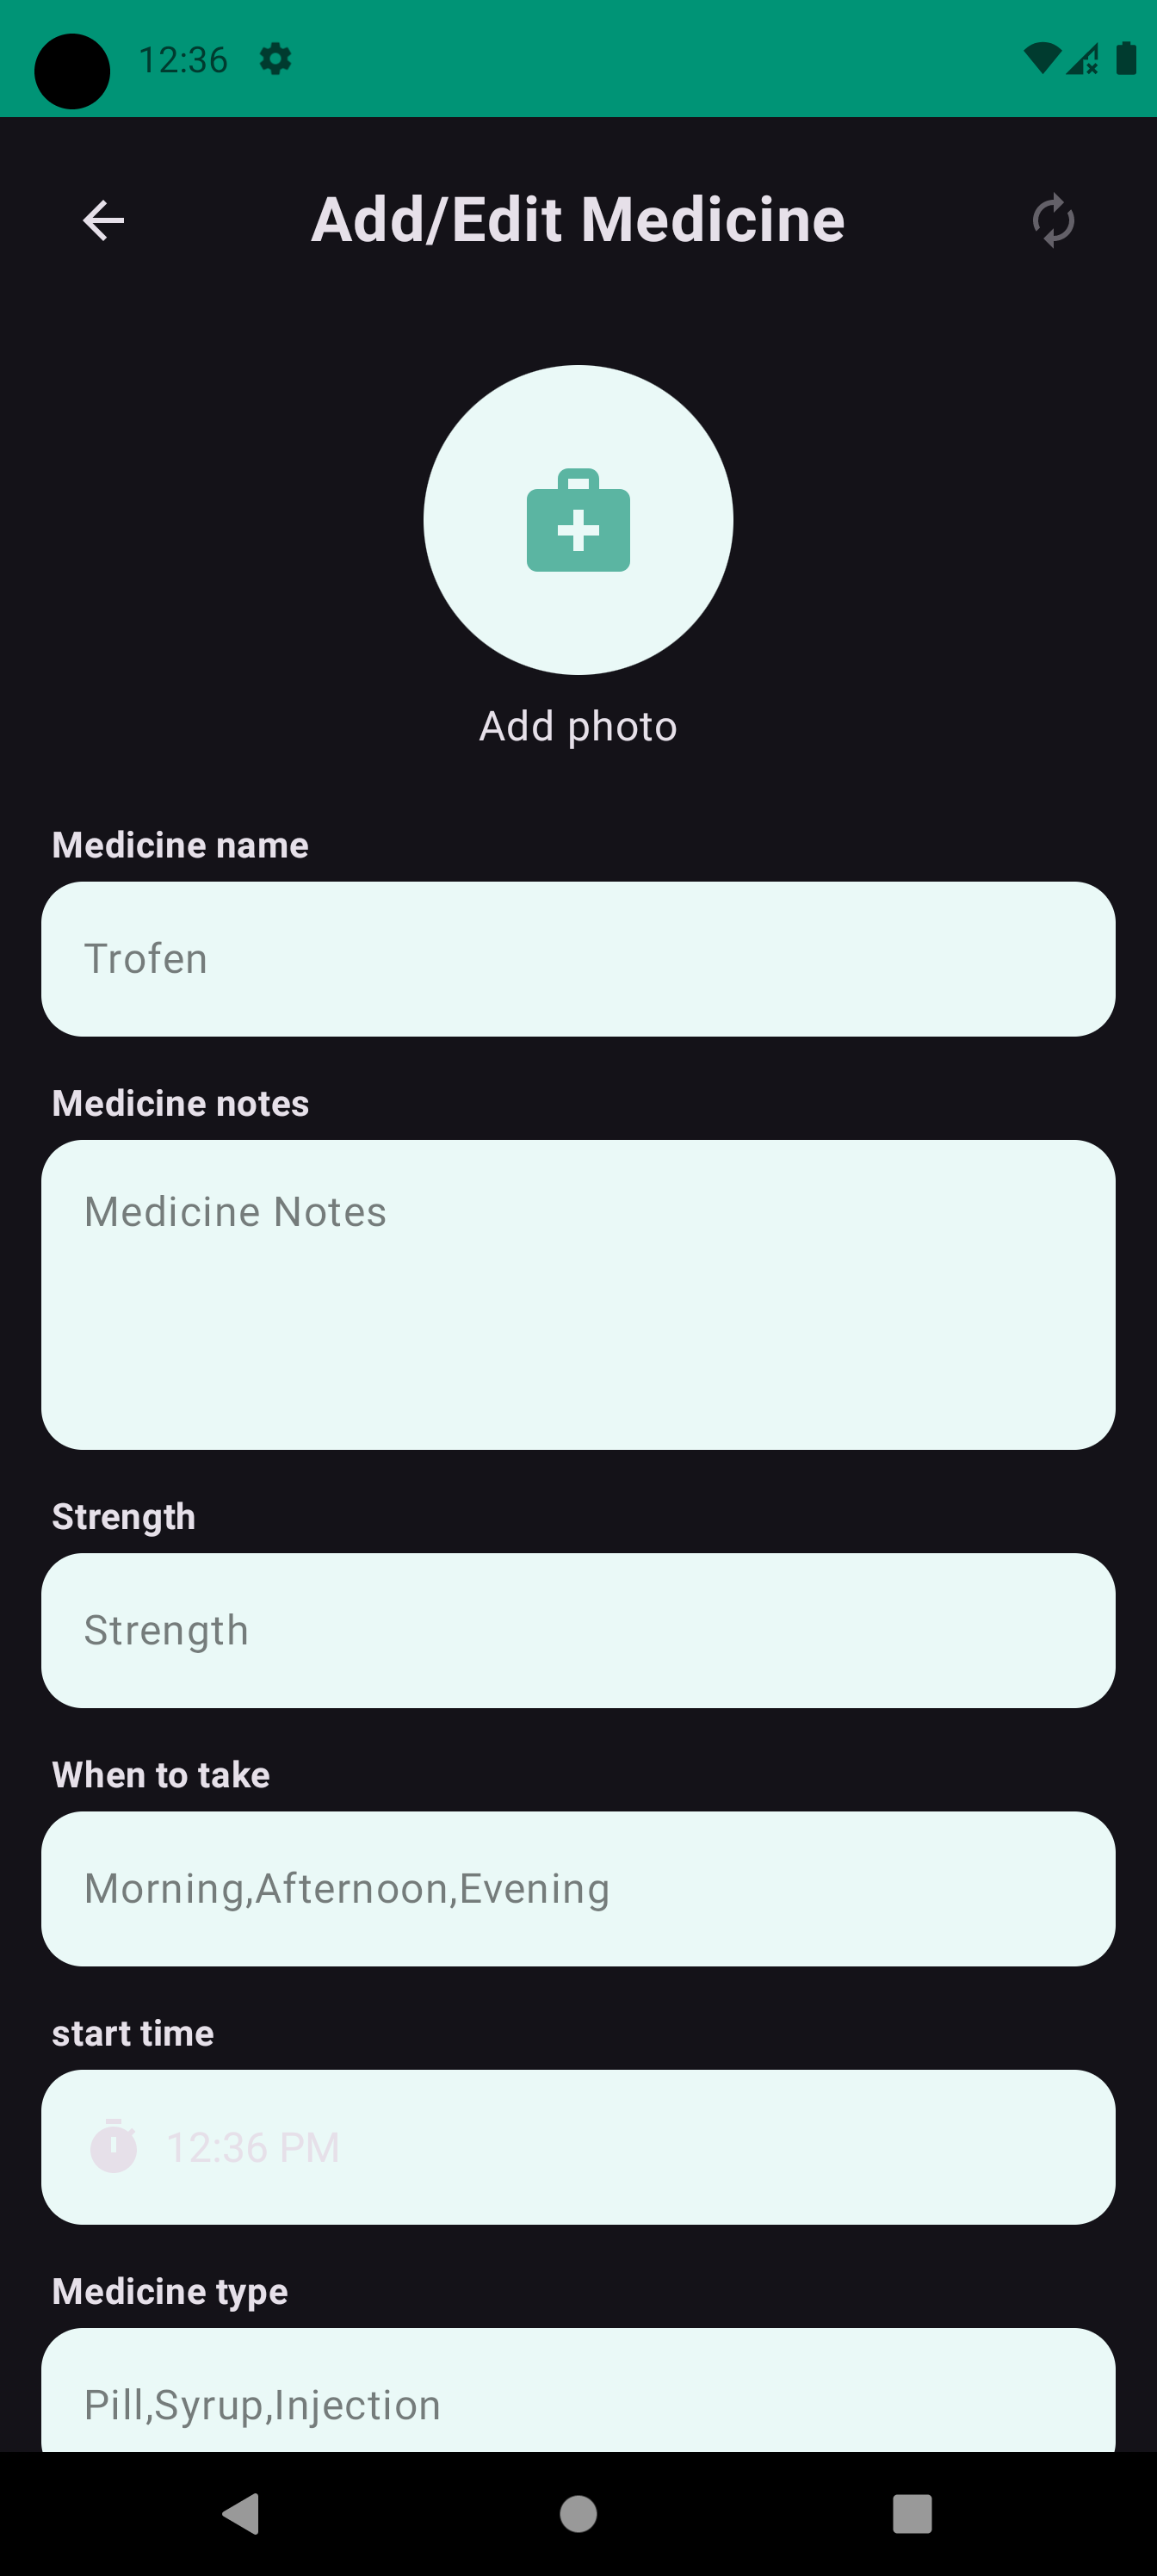 12:36
Add/Edit Medicine
Add photo
Medicine name
Trofen
Medicine notes
Medicine Notes
Strength
Strength
When to take
Morning,Afternoon,Evening
start time
12:36 PM
Medicine type
Pill,Syrup,Injection